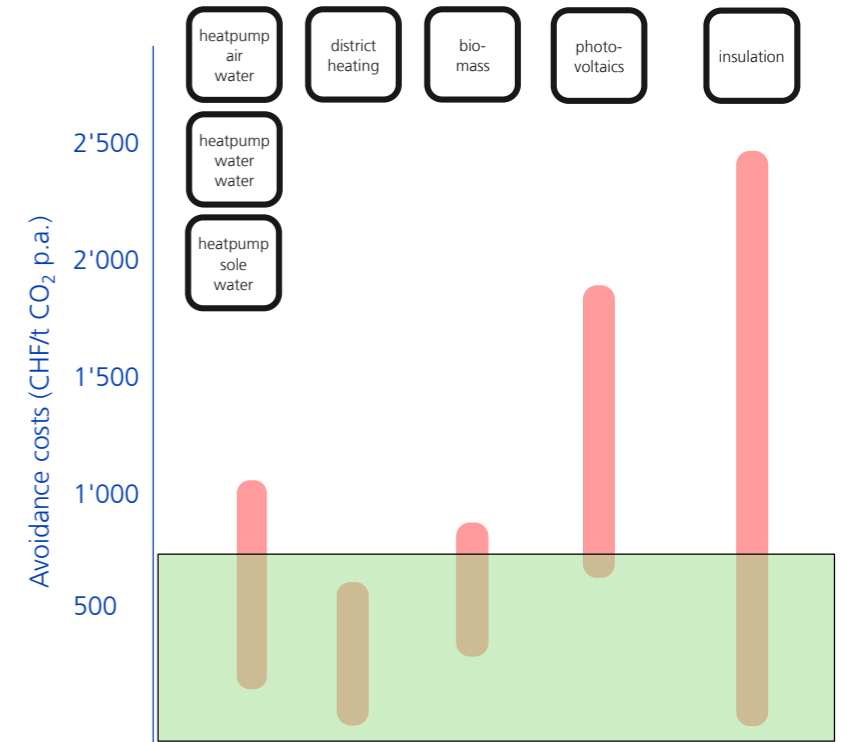 heatpump
air
water
district
heating
bio-
mass
photo-
voltaics
insulation
heatpump
water
water
heatpump
sole
water
2'500
2'000
1'500
1'000
500
Avoidance costs (CHF/t CO₂ p.a.)